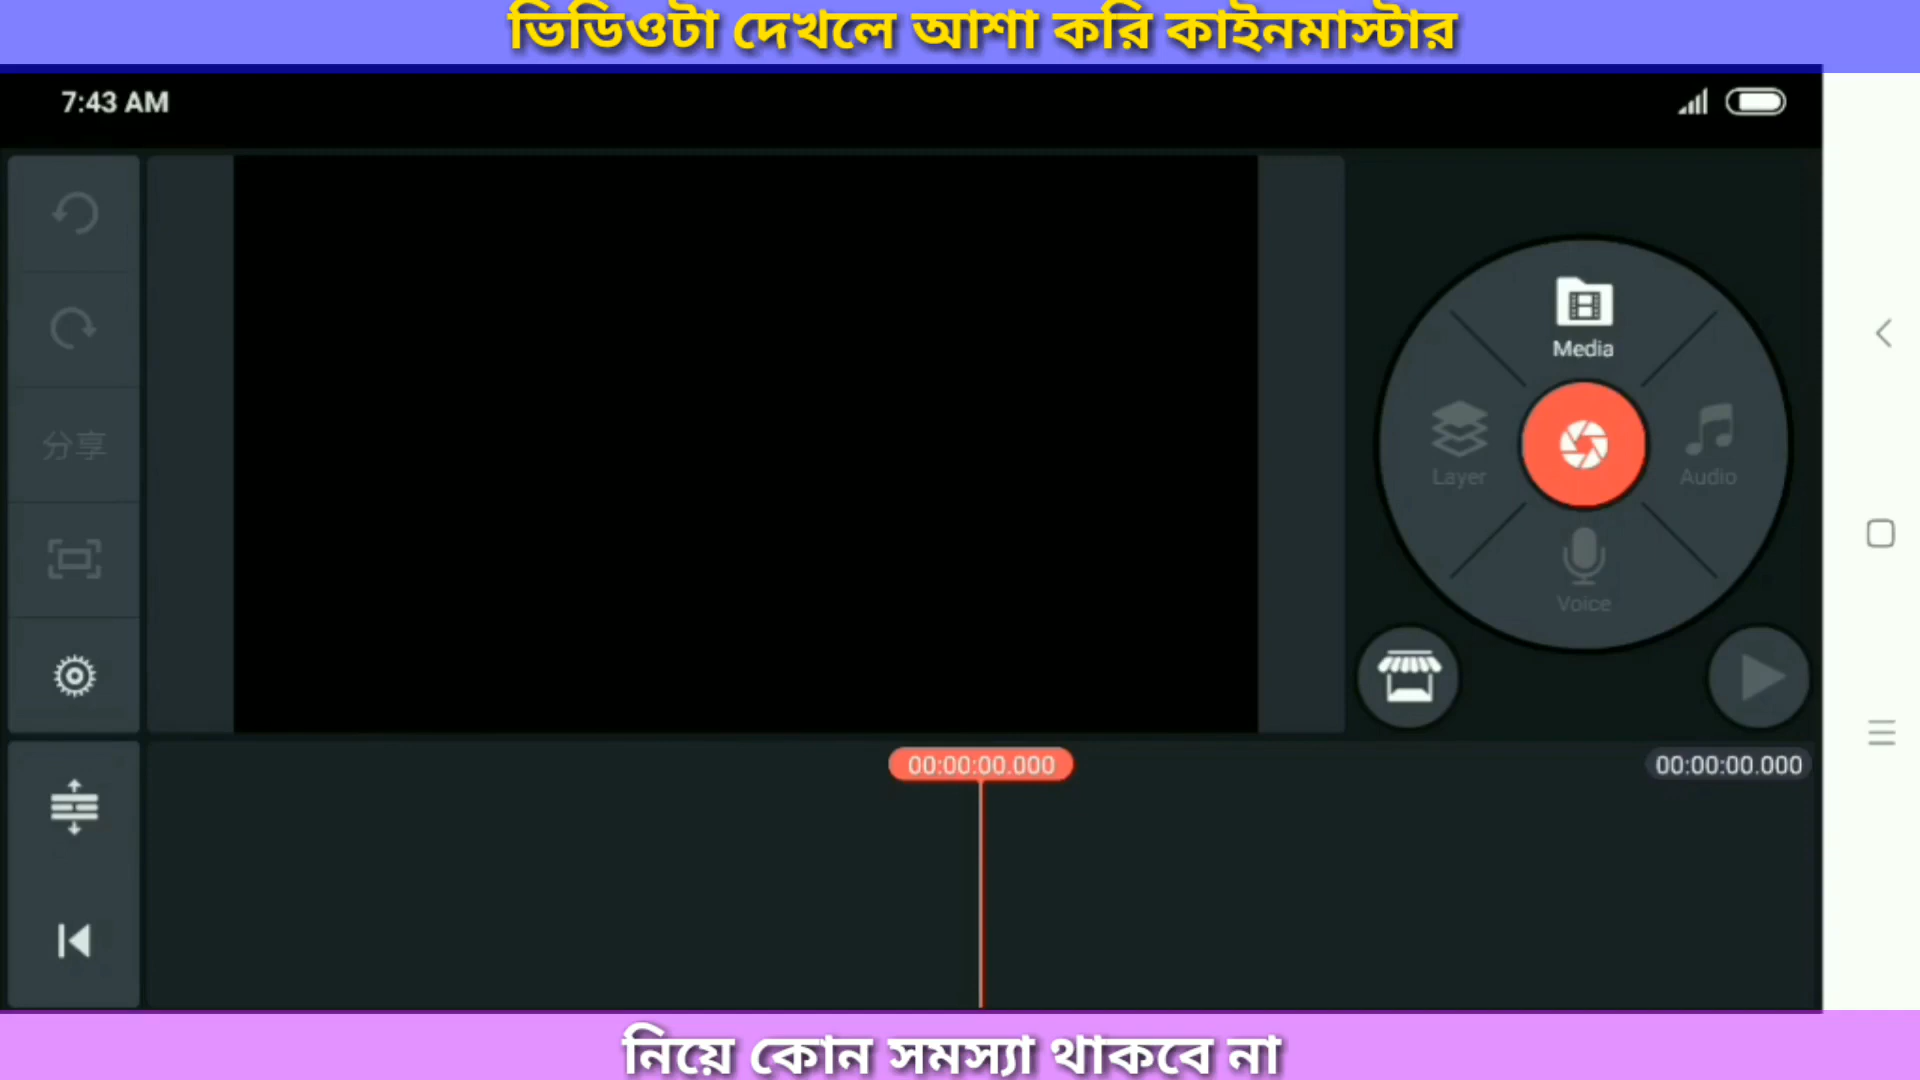 ভিডিওটা দেখলে আশা করি কাইনমাস্টার
7:43 AM
Media
分享
Layer
Audio
Voice
00:00:00.000
00:00:00.000
নিয়ে কোন সমস্যা থাকবে না